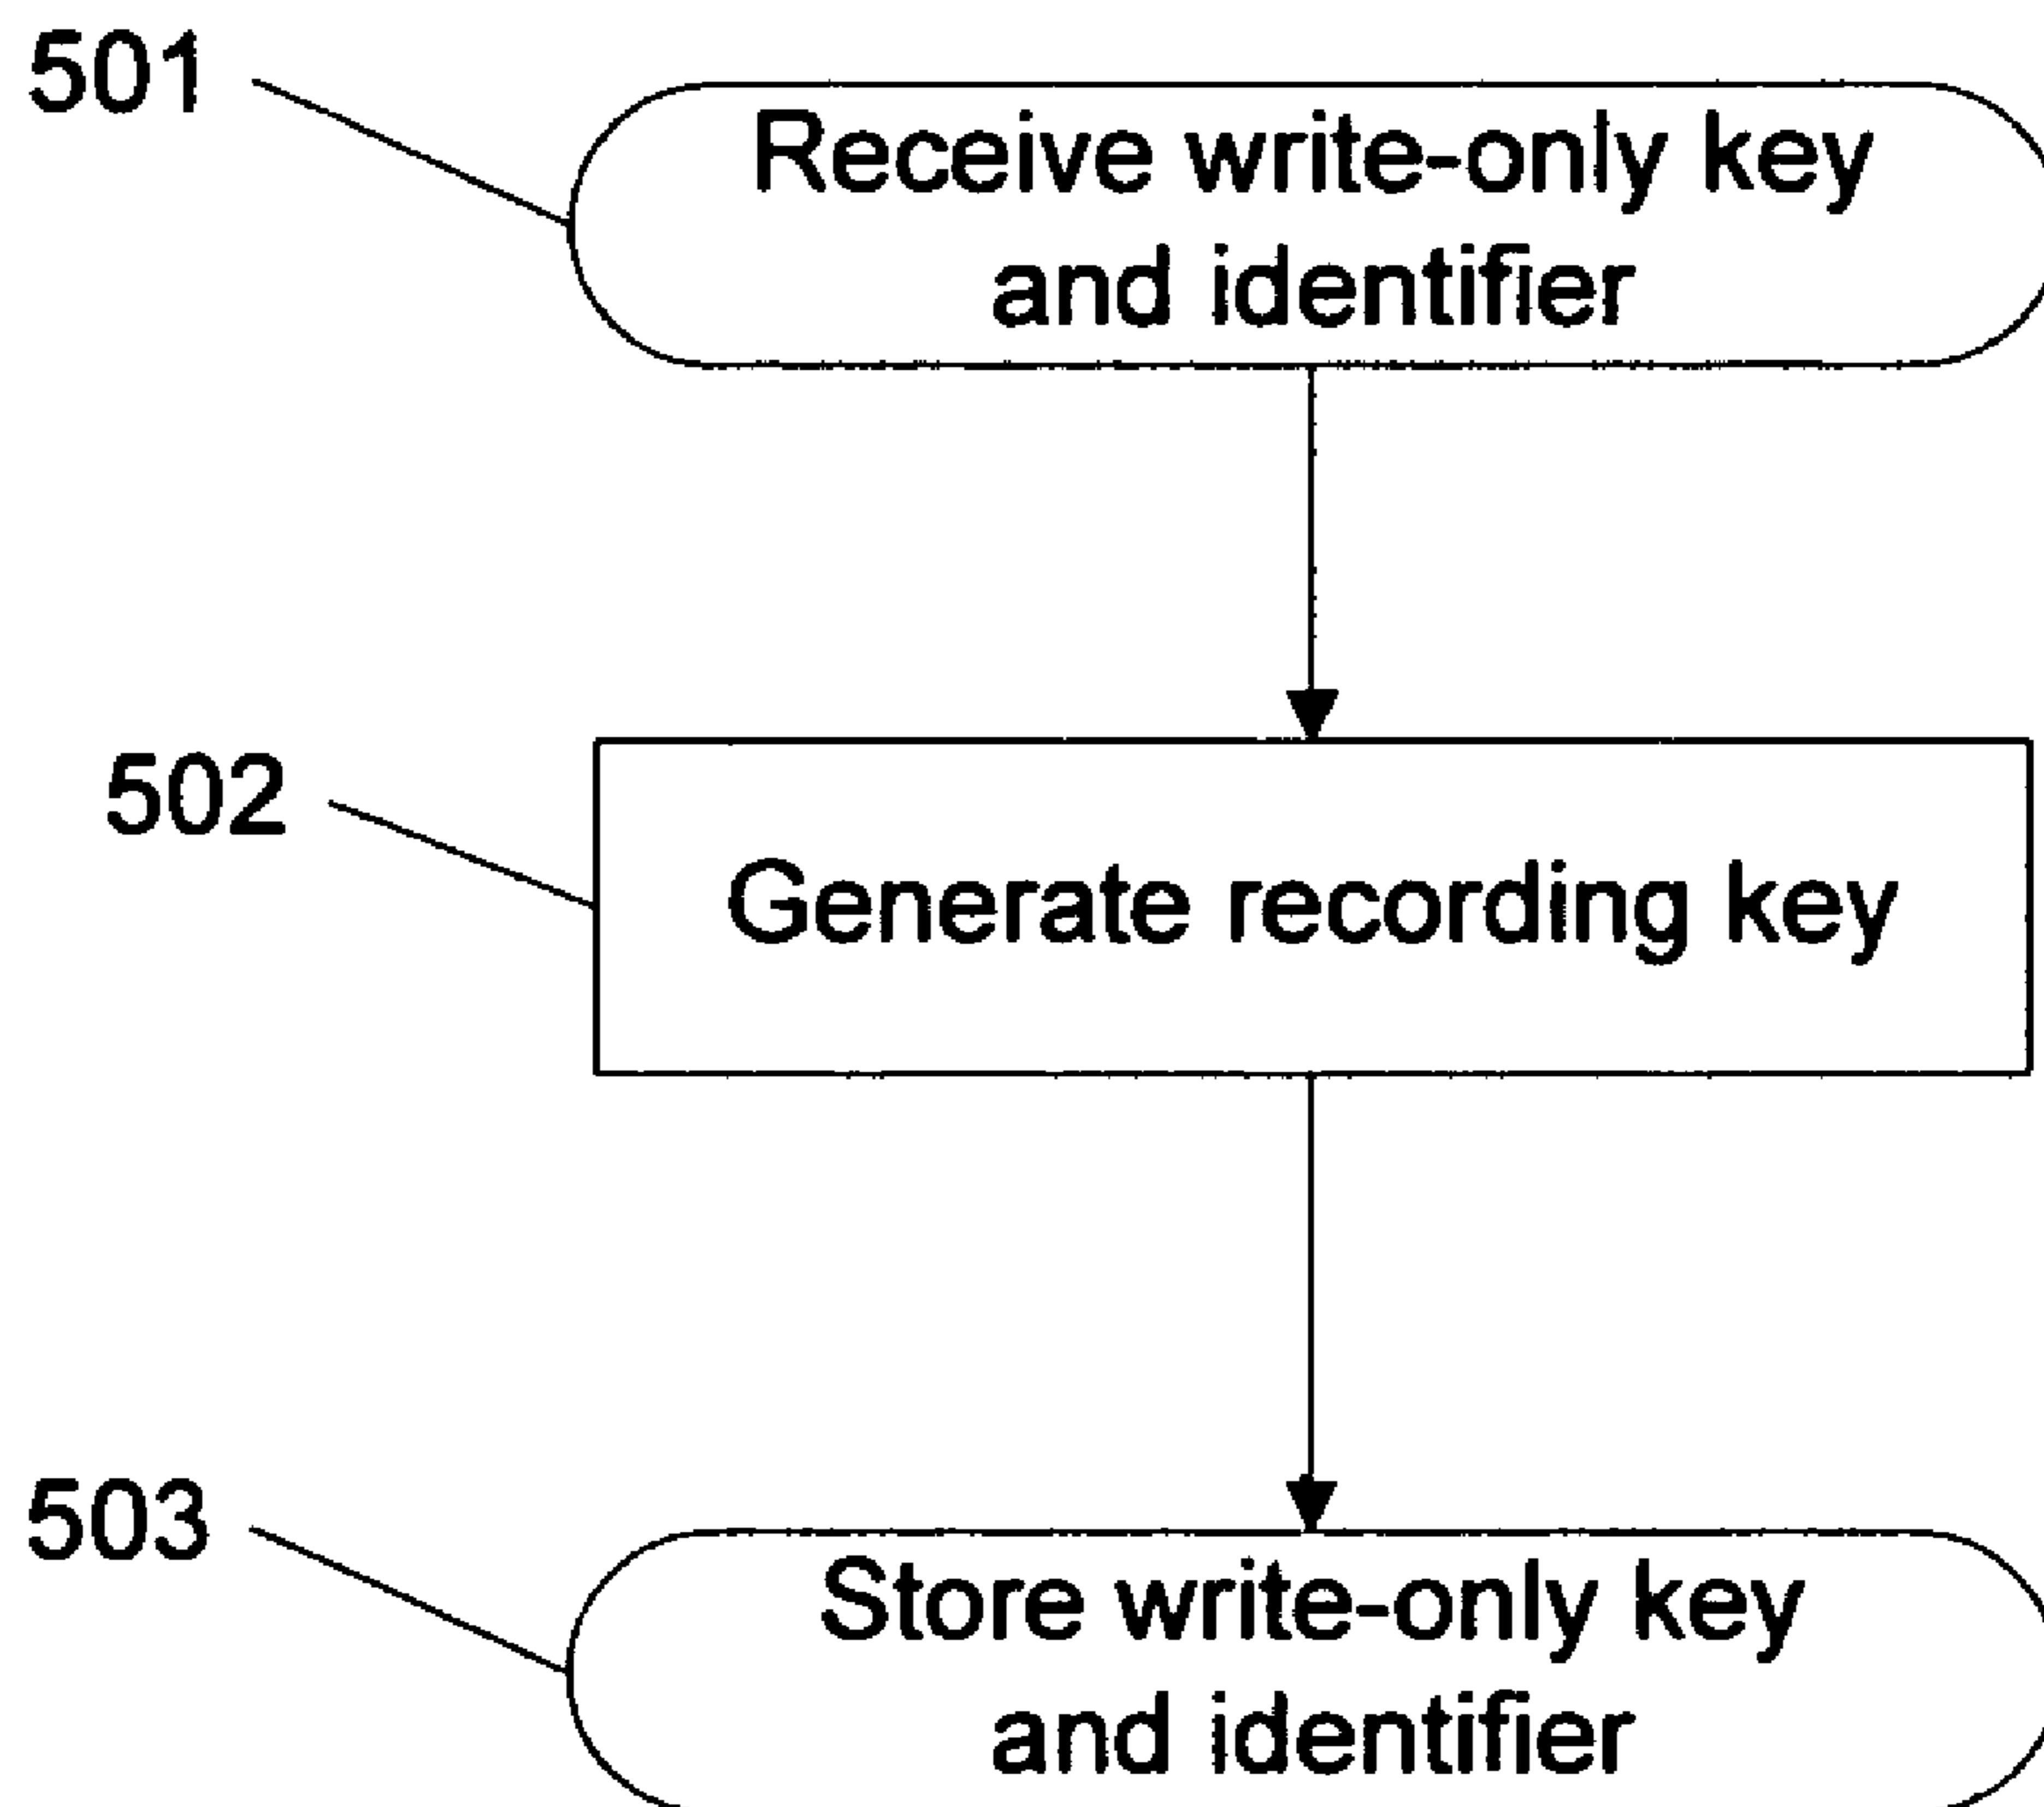 501
Receive write-only key
and identifier
502
Generate recording key
503
Store write-only key
and identifier